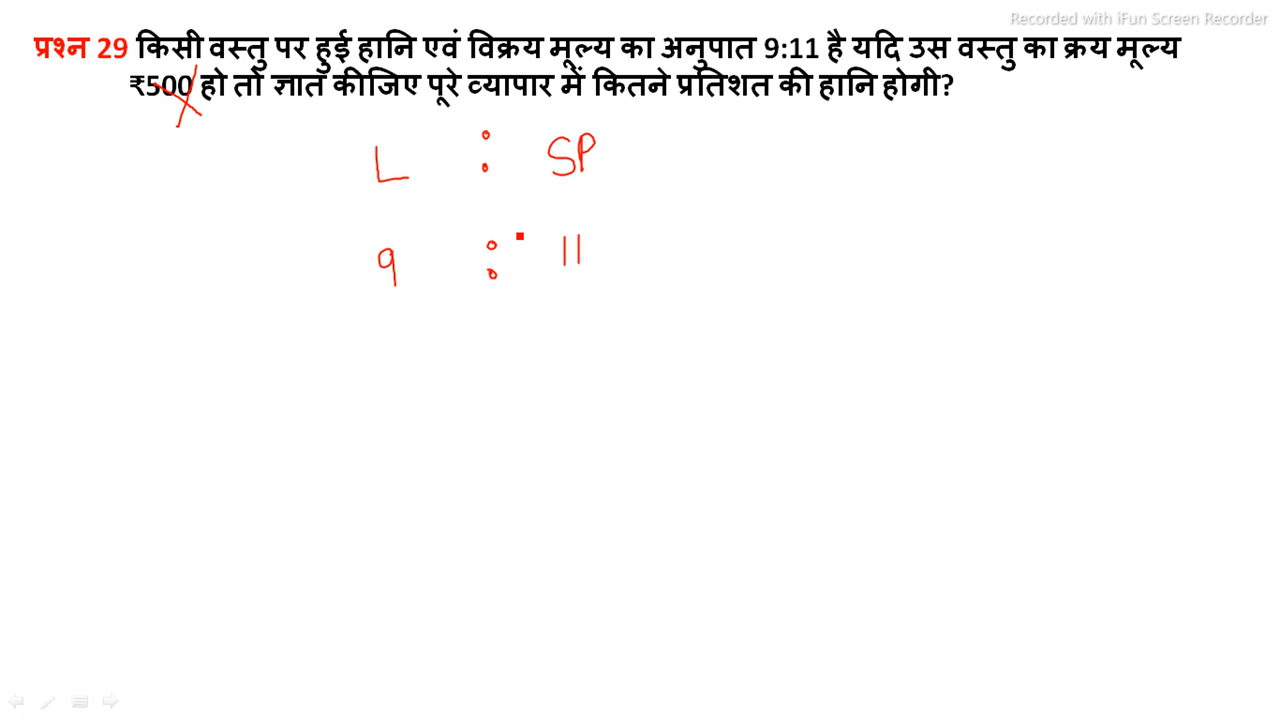 Recorded with iFun Screen Recorder
प्रश्न 29 किसी वस्तु पर हुई हानि एवं विक्रय मूल्य का अनुपात 9:11 है यदि उस वस्तु का क्रय मूल्य
₹500 हो तो ज्ञात कीजिए पूरे व्यापार में कितने प्रतिशत की हानि होगी?
L : SP
9 : 11